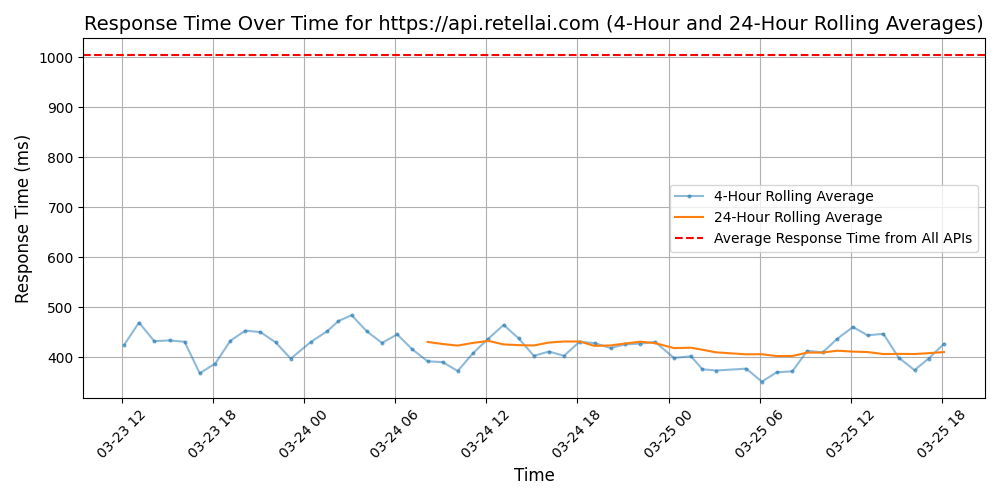 Response Time Over Time for https://api.retellai.com (4-Hour and 24-Hour Rolling Averages)
Response Time (ms)
1000
900
800
700
600
500
400
4-Hour Rolling Average
24-Hour Rolling Average
Average Response Time from All APIs
03-23 12
03-23 18
03-24 00
03-24 06
03-24 12
03-24 18
03-25 00
03-25 06
03-25 12
03-25 18
Time